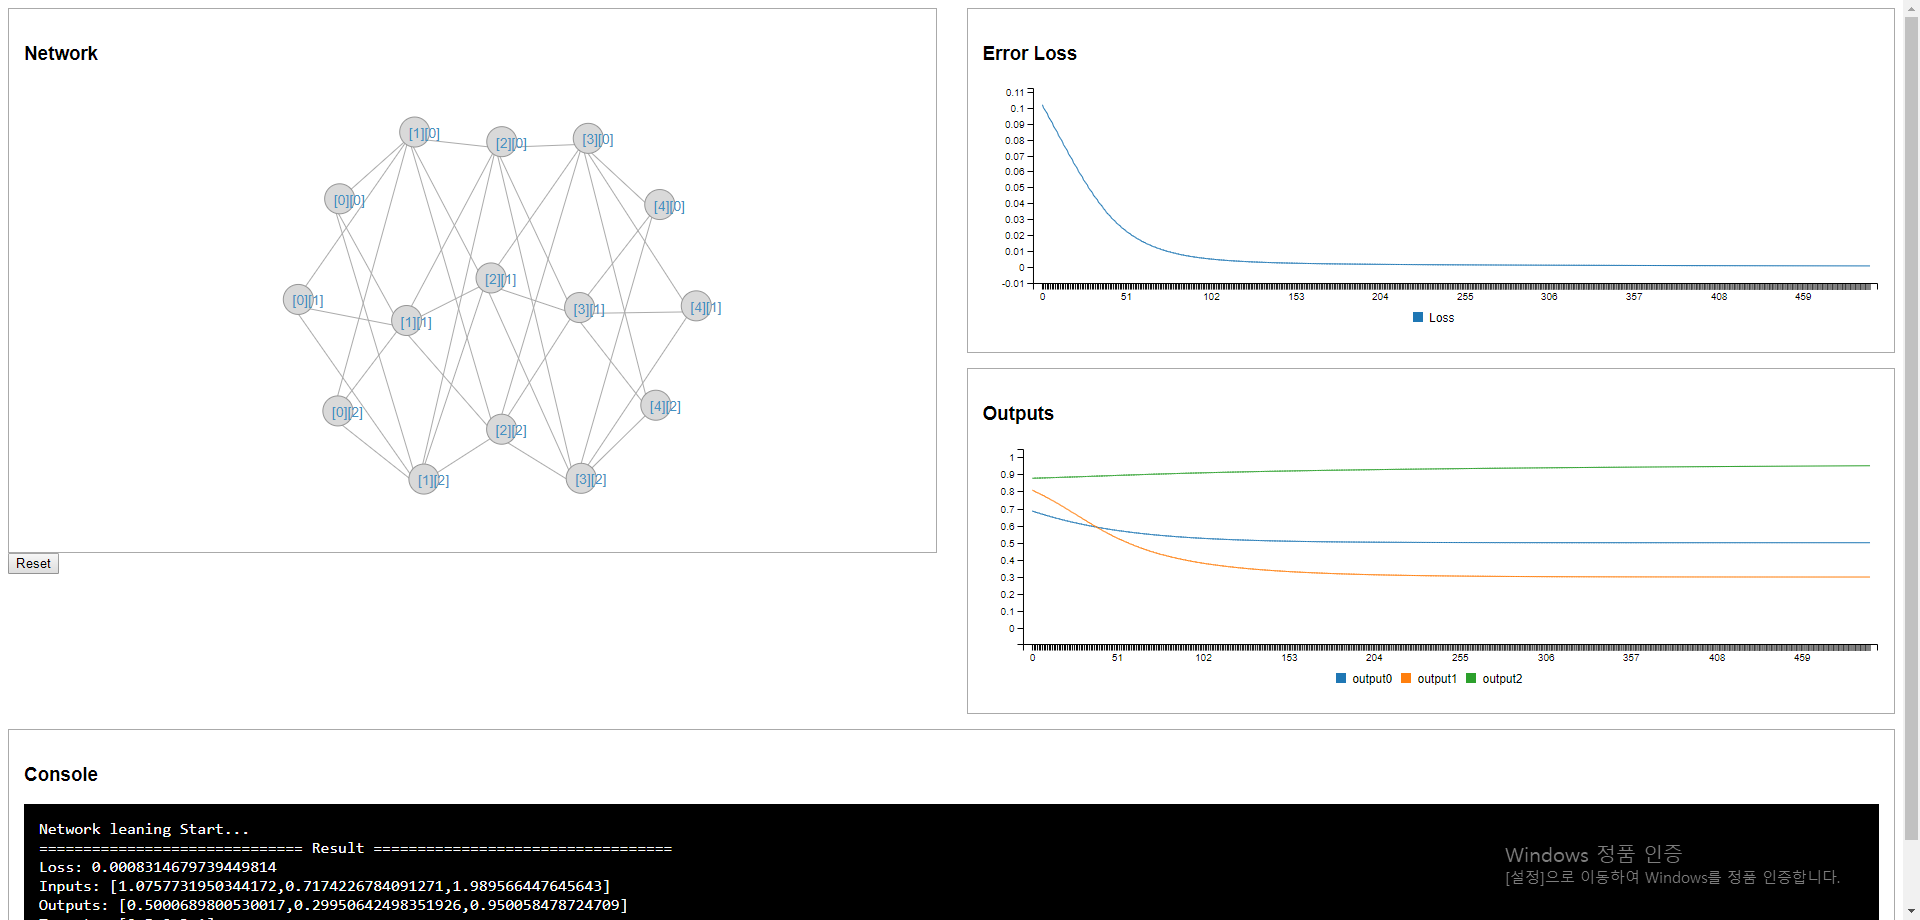 Network
[1][0]
[2][0]
[3][0]
[0][0]
[4][0]
[2][1]
[0][1]
[1][1]
[3][1]
[4][1]
[0][2]
[2][2]
[4][2]
[1][2]
[3][2]
Reset
Error Loss
0.11
0.1
0.09
0.08
0.07
0.06
0.05
0.04
0.03
0.02
0.01
0
-0.01
0 51 102 153 204 255 306 357 408 459
Loss
Outputs
1
0.9
0.8
0.7
0.6
0.5
0.4
0.3
0.2
0.1
0
0 51 102 153 204 255 306 357 408 459
output0 output1 output2
Console
Network leaning Start...
============================== Result ==================================
Loss: 0.0008314679739449814
Inputs: [1.0757731950344172,0.7174226784091271,1.989566447645643]
Outputs: [0.5000689800530017,0.29950642498351926,0.950058478724709]
Windows 정품 인증
[설정]으로 이동하여 Windows를 정품 인증합니다.